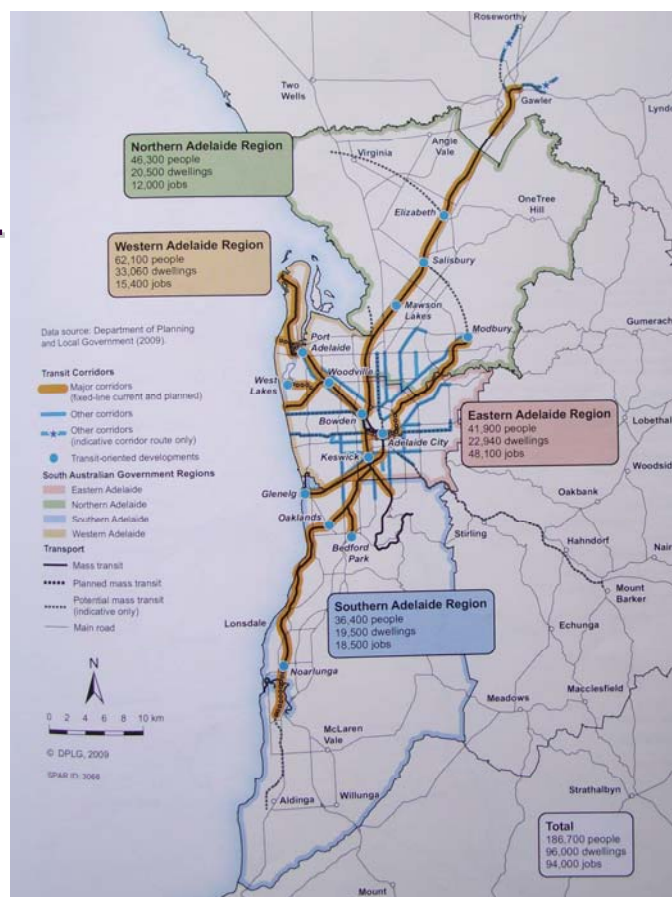 Roseworthy
Two
Wells
Gawler
Angle
Vale
Northern Adelaide Region
46,300 people
20,500 dwellings
12,000 jobs
Virginia
OneTree
Hill
Elizabeth
Western Adelaide Region
62,100 people
33,060 dwellings
15,400 jobs
Salisbury
Mawson
Lakes
Modbury
Gumerach
Data source: Department of Planning
and Local Government (2009).
Port
Adelaide
Transit Corridors
Major corridors
(fixed-line current and planned)
Other corridors
Other corridors
(indicative corridor route only)
Transit-oriented developments
South Australian Government Regions
Eastern Adelaide
Northern Adelaide
Southern Adelaide
Western Adelaide
Transport
Mass transit
Planned mass transit
Potential mass transit
(indicative only)
Main road
West
Lakes
Woodville
Bowden
Adelaide City
Keswick
Eastern Adelaide Region
41,900 people
22,940 dwellings
48,100 jobs
Lobethal
Woodside
Glenelg
Oaklands
Bedford
Park
Oakbank
Stirling
Hahndorf
Nair
Mount
Barker
Lonsdale
Southern Adelaide Region
36,400 people
19,500 dwellings
18,500 jobs
Echunga
N
Noarlunga
Meadows
Macclesfield
0 2 4 6 8 10 km
© DPLG, 2009
McLaren
Vale
Aldinga
Willunga
Strathalbyn
Total
186,700 people
96,000 dwellings
94,000 jobs
Mount